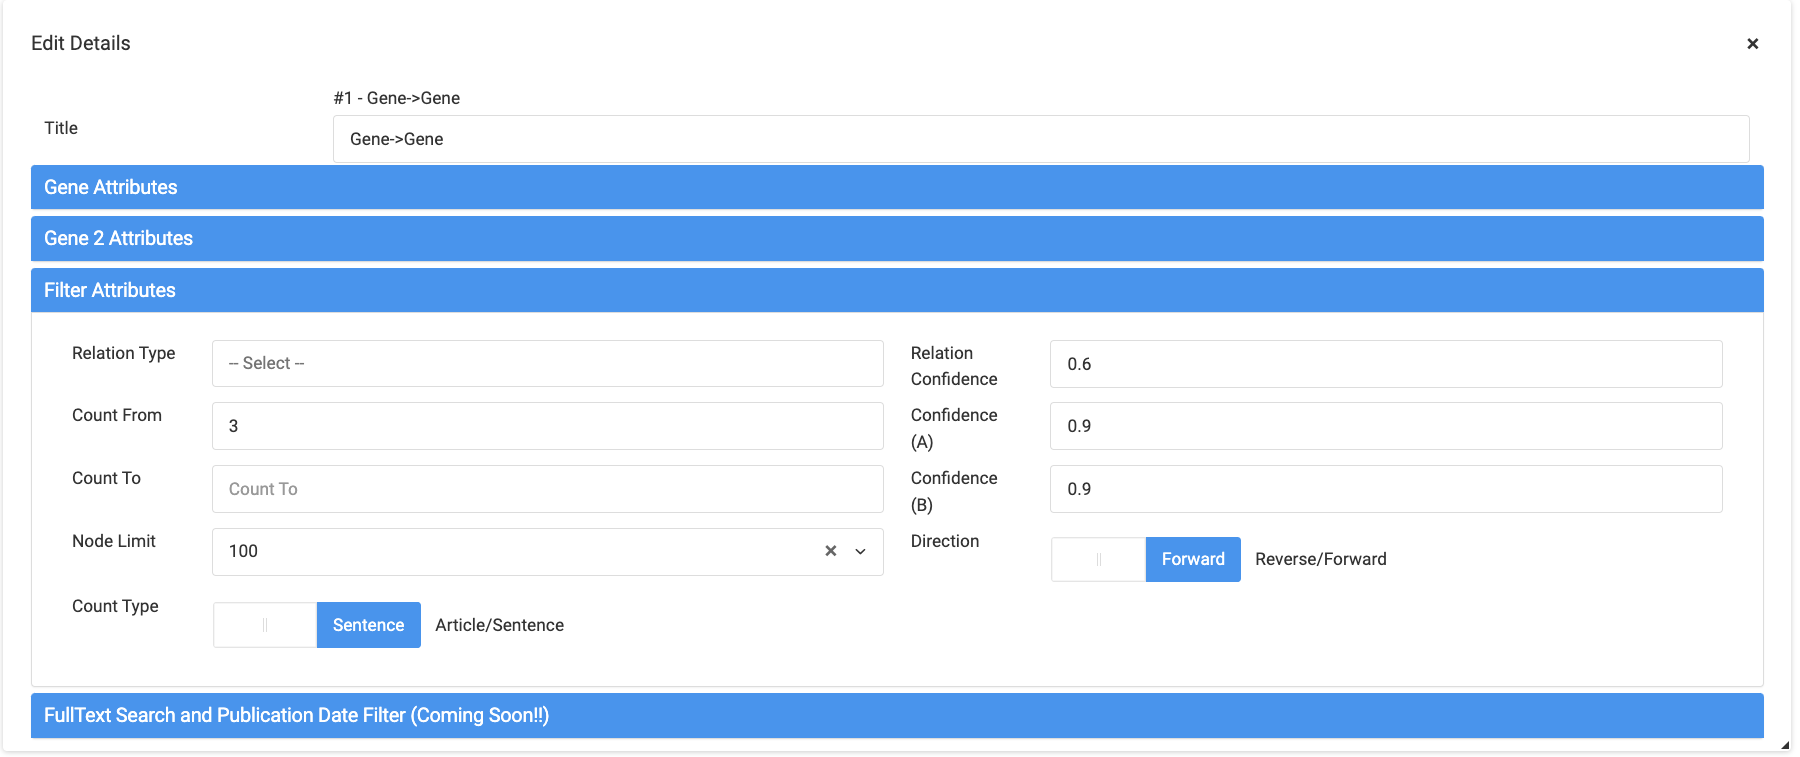 Edit Details
×
#1 - Gene->Gene
Title
Gene->Gene
Gene Attributes
Gene 2 Attributes
Filter Attributes
Relation Type
-- Select --
Relation
Confidence
0.6
Count From
3
Confidence
(A)
0.9
Count To
Count To
Confidence
(B)
0.9
Node Limit
100
×
Direction
Forward
Reverse/Forward
Count Type
Sentence
Article/Sentence
FullText Search and Publication Date Filter (Coming Soon!!)